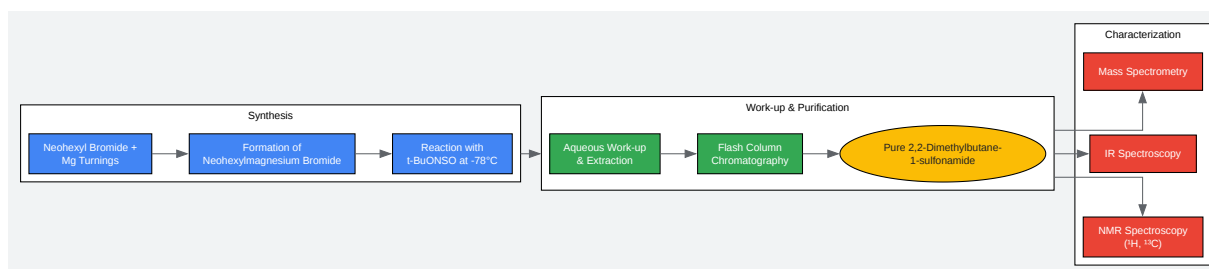 Synthesis
Neohexyl Bromide +
Mg Turnings
Formation of
Neohexylmagnesium Bromide
Reaction with
t-BuONSO at -78°C
Work-up & Purification
Aqueous Work-up
& Extraction
Flash Column
Chromatography
Pure 2,2-Dimethylbutane-
1-sulfonamide
Characterization
Mass Spectrometry
IR Spectroscopy
NMR Spectroscopy
(¹H, ¹³C)